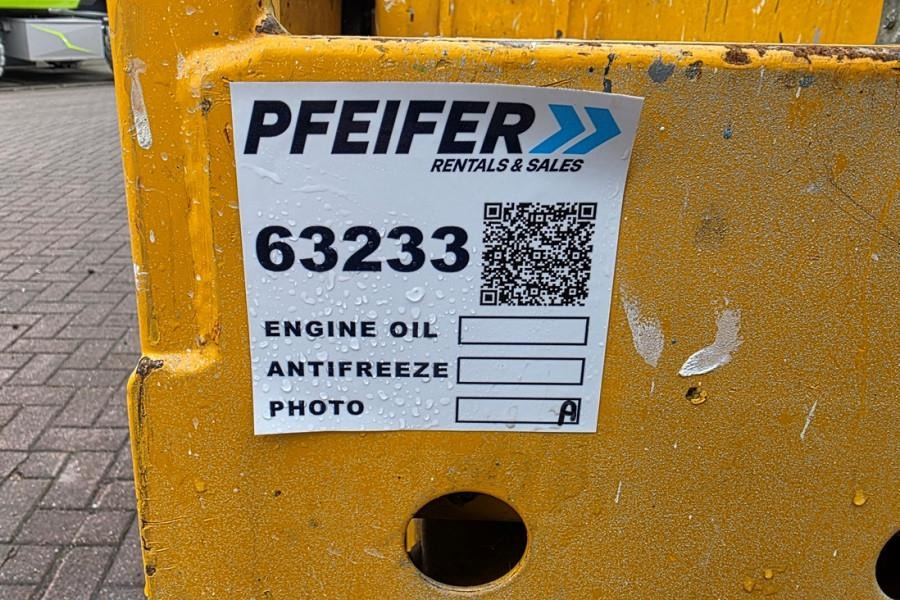 PFEIFER
RENTALS & SALES
63233
ENGINE OIL
ANTIFREEZE
PHOTO A